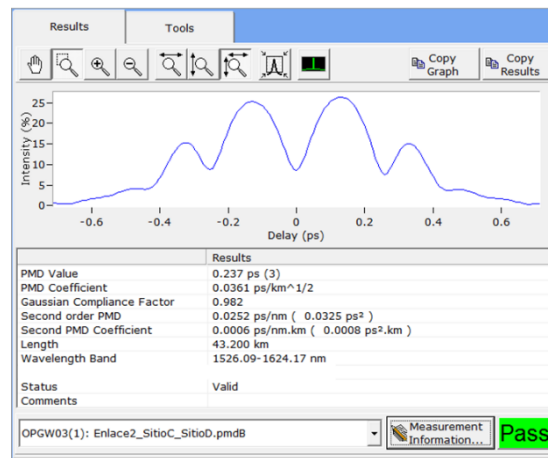 Results
Tools
Copy Graph
Copy Results
Intensity (%)
25-
20-
15-
10-
5-
0-
-0.6 -0.4 -0.2 0 0.2 0.4 0.6
Delay (ps)
Results
PMD Value 0.237 ps (3)
PMD Coefficient 0.0361 ps/km^1/2
Gaussian Compliance Factor 0.982
Second order PMD 0.0252 ps/nm ( 0.0325 ps²)
Second PMD Coefficient 0.0006 ps/nm.km ( 0.0008 ps².km )
Length 43.200 km
Wavelength Band 1526.09-1624.17 nm
Status Valid
Comments
OPGW03(1): Enlace2_SitioC_SitioD.pmdB
Measurement Information...
Pass